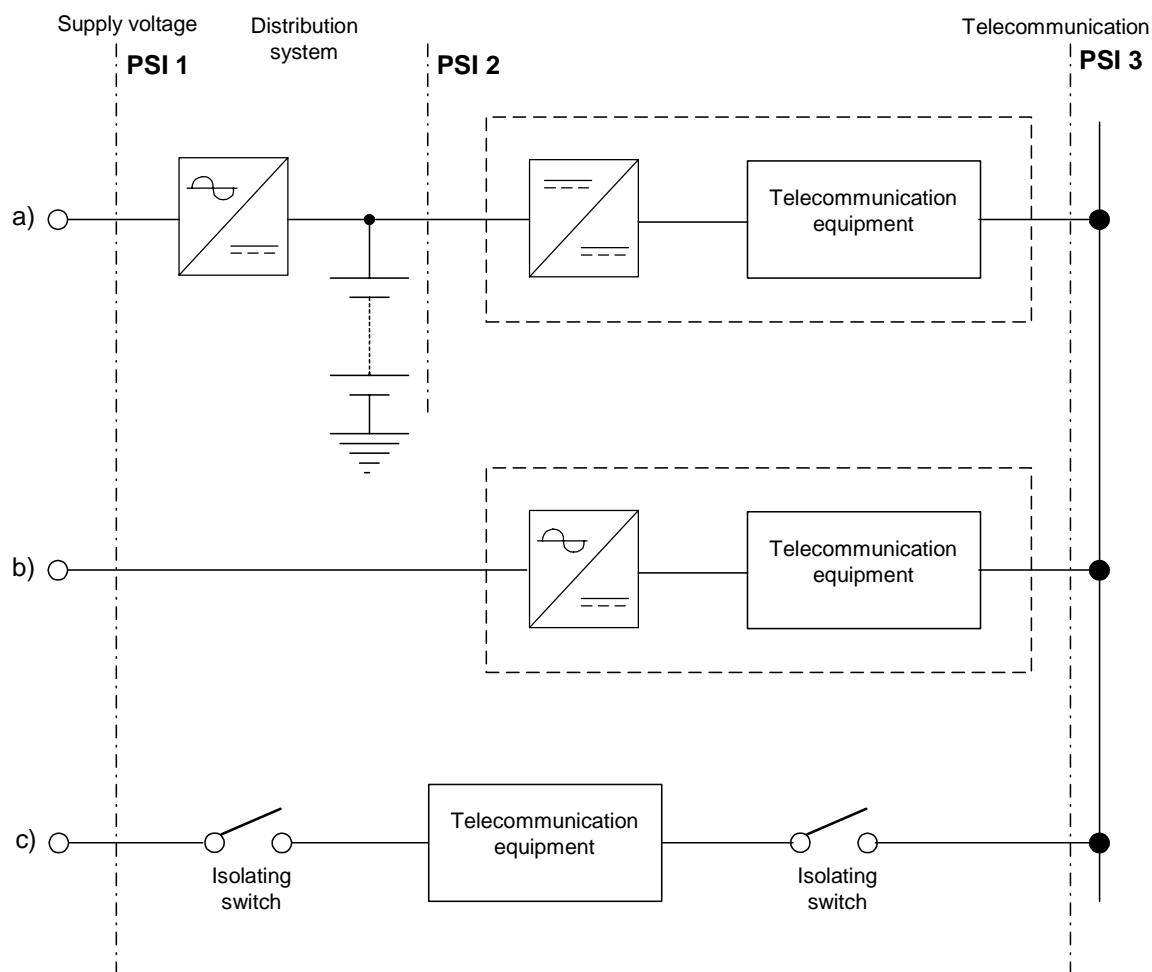 Supply voltage
Distribution
system
Telecommunication
PSI 1
PSI 2
PSI 3
a)
Telecommunication
equipment
b)
Telecommunication
equipment
c)
Telecommunication
equipment
Isolating
switch
Isolating
switch